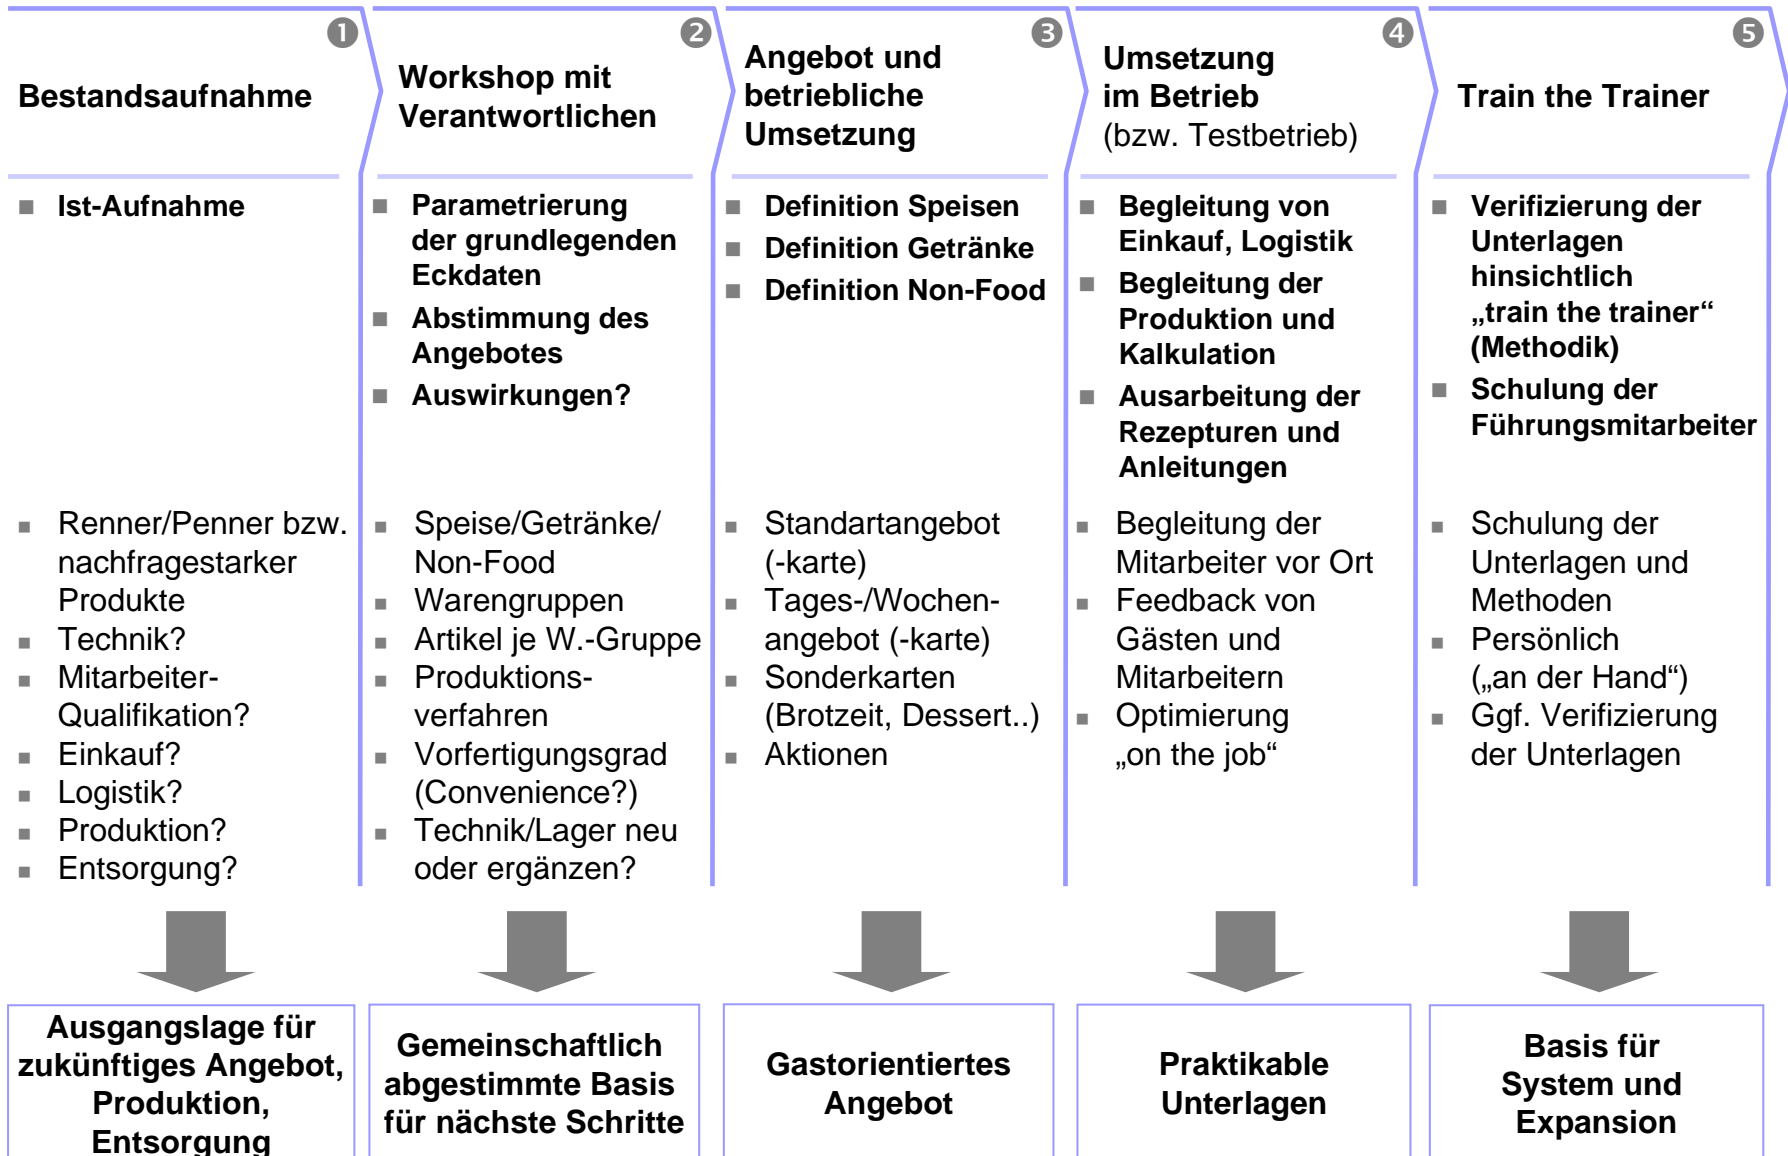 ❶
Bestandsaufnahme
Ist-Aufnahme
Renner/Penner bzw.
nachfragestarker
Produkte
Technik?
Mitarbeiter-
Qualifikation?
Einkauf?
Logistik?
Produktion?
Entsorgung?
Ausgangslage für
zukünftiges Angebot,
Produktion,
Entsorgung
❷
Workshop mit
Verantwortlichen
Parametrierung
der grundlegenden
Eckdaten
Abstimmung des
Angebotes
Auswirkungen?
Speise/Getränke/
Non-Food
Warengruppen
Artikel je W.-Gruppe
Produktions-
verfahren
Vorfertigungsgrad
(Convenience?)
Technik/Lager neu
oder ergänzen?
Gemeinschaftlich
abgestimmte Basis
für nächste Schritte
❸
Angebot und
betriebliche
Umsetzung
Definition Speisen
Definition Getränke
Definition Non-Food
Standartangebot
(-karte)
Tages-/Wochen-
angebot (-karte)
Sonderkarten
(Brotzeit, Dessert..)
Aktionen
Gastorientiertes
Angebot
❹
Umsetzung
im Betrieb
(bzw. Testbetrieb)
Begleitung von
Einkauf, Logistik
Begleitung der
Produktion und
Kalkulation
Ausarbeitung der
Rezepturen und
Anleitungen
Begleitung der
Mitarbeiter vor Ort
Feedback von
Gästen und
Mitarbeitern
Optimierung
„on the job“
Praktikable
Unterlagen
❺
Train the Trainer
Verifizierung der
Unterlagen
hinsichtlich
„train the trainer“
(Methodik)
Schulung der
Führungsmitarbeiter
Schulung der
Unterlagen und
Methoden
Persönlich
(„an der Hand“)
Ggf. Verifizierung
der Unterlagen
Basis für
System und
Expansion